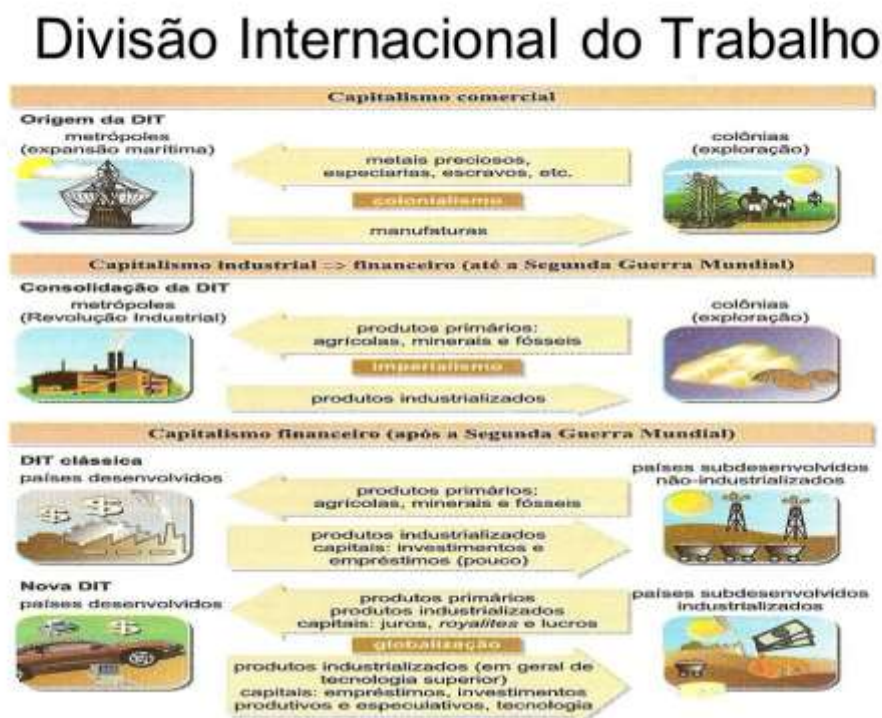 Divisão Internacional do Trabalho
Capitalismo comercial
Origem da DIT
metrópoles
(expansão marítima)
metais preciosos,
especiarias, escravos, etc.
colonialismo
manufaturas
colônias
(exploração)
Capitalismo industrial => financeiro (até a Segunda Guerra Mundial)
Consolidação da DIT
metrópoles
(Revolução Industrial)
produtos primários:
agrícolas, minerais e fósseis
imperialismo
produtos industrializados
colônias
(exploração)
Capitalismo financeiro (após a Segunda Guerra Mundial)
DIT clássica
países desenvolvidos
produtos primários:
agrícolas, minerais e fósseis
produtos industrializados
capitais: investimentos e
empréstimos (pouco)
países subdesenvolvidos
não-industrializados
Nova DIT
países desenvolvidos
produtos primários
produtos industrializados
capitais: juros, royalites e lucros
globalização
produtos industrializados (em geral de
tecnologia superior)
capitais: empréstimos, investimentos
produtivos e especulativos, tecnologia
países subdesenvolvidos
industrializados
$ $
$